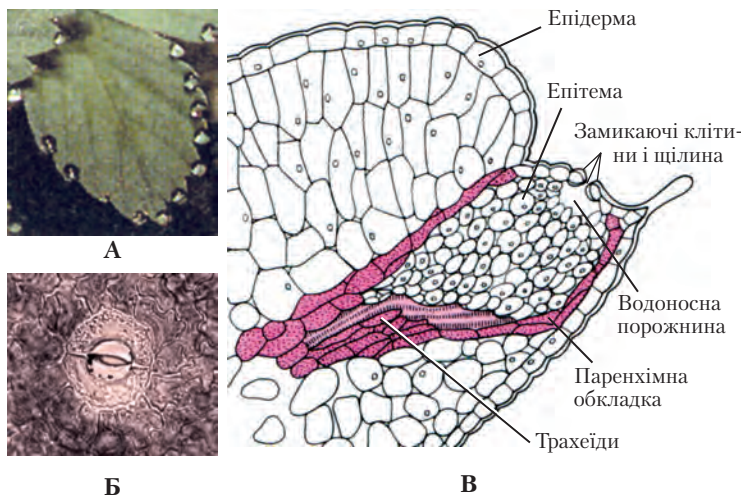 Епідерма
Епітема
Замикаючі кліти-
ни і щілина
Водоносна
порожнина
Паренхімна
обкладка
Трахеїди
А
Б
В